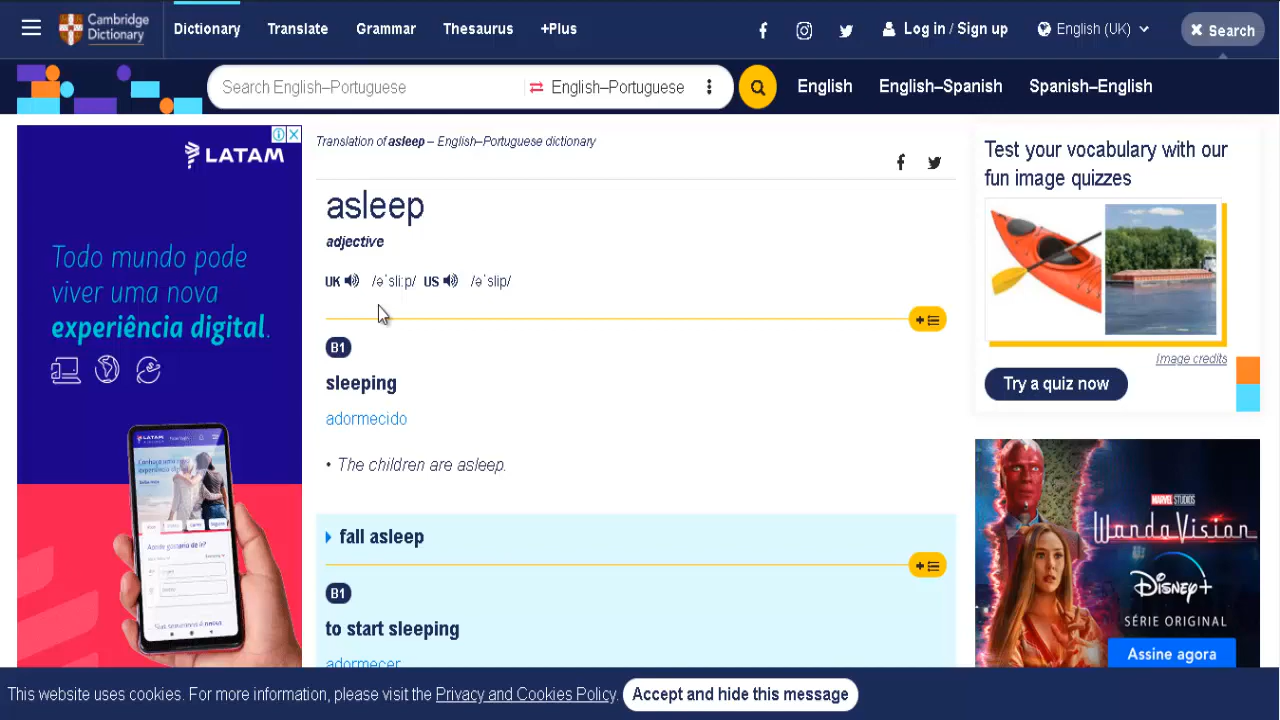 Cambridge
Dictionary
Dictionary
Translate
Grammar
Thesaurus
+Plus
Log in / Sign up
English (UK)
Search
Search English–Portuguese
English–Portuguese
English
English–Spanish
Spanish–English
LATAM
Todo mundo pode
viver uma nova
experiência digital.
LATAM
Translation of asleep – English–Portuguese dictionary
asleep
adjective
UK /əˈsliːp/ US /əˈslip/
B1
sleeping
adormecido
• The children are asleep.
fall asleep
B1
to start sleeping
adormecer
Test your vocabulary with our
fun image quizzes
Image credits
Try a quiz now
MARVEL STUDIOS
WandaVision
Disney+
SÉRIE ORIGINAL
Assine agora
This website uses cookies. For more information, please visit the Privacy and Cookies Policy.
Accept and hide this message